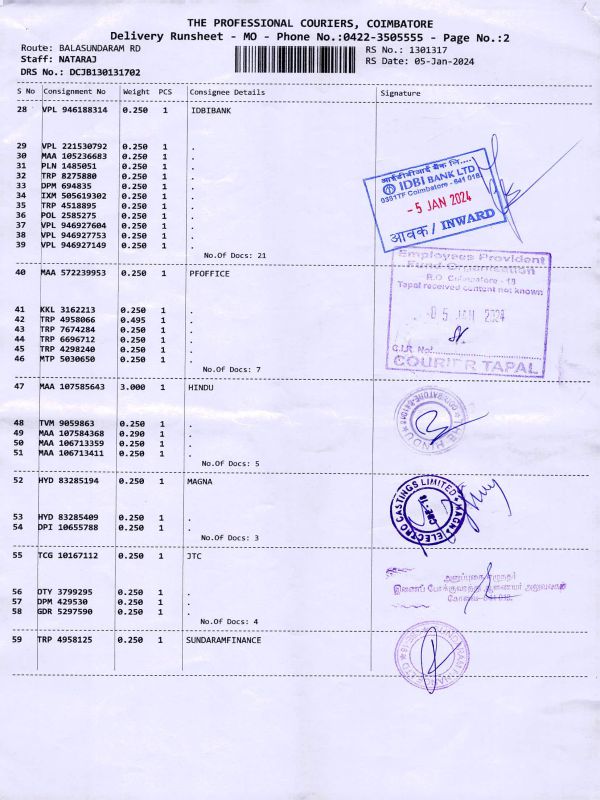 THE PROFESSIONAL COURIERS, COIMBATORE
Delivery Runsheet - MO - Phone No.:0422-3505555 - Page No.:2
Route: BALASUNDARAM RD RS No.: 1301317
Staff: NATARAJ RS Date: 05-Jan-2024
DRS No.: DCJB130131702
S No Consignment No Weight PCS Consignee Details Signature
28 VPL 946188314 0.250 1 IDBIBANK
29 VPL 221530792 0.250 1 .
30 MAA 105236683 0.250 1 .
31 PLN 1485051 0.250 1 .
32 TRP 8275880 0.250 1 .
33 DPM 694835 0.250 1 .
34 IXM 505619302 0.250 1 .
35 TRP 4518895 0.250 1 .
36 POL 2585275 0.250 1 .
37 VPL 946927604 0.250 1 .
38 VPL 946927753 0.250 1 .
39 VPL 946927149 0.250 1 .
No.Of Docs: 21
आईडीबीआई बैंक लि....
IDBI BANK LTD
Coimbatore - 641 018.
-5 JAN 2024
आवक / INWARD
40 MAA 572239953 0.250 1 PFOFFICE
41 KKL 3162213 0.250 1 .
42 TRP 4958066 0.495 1 .
43 TRP 7674284 0.250 1 .
44 TRP 6696712 0.250 1 .
45 TRP 4298240 0.250 1 .
46 MTP 5030650 0.250 1 .
No.Of Docs: 7
Employees Provident
Fund Organisation
R.O Coimbatore - 18
Tapal received content not known
05 JAN 2024
C.I.R. No:
COURIER TAPAL
47 MAA 107585643 3.000 1 HINDU
48 TVM 9059863 0.250 1 .
49 MAA 107584368 0.290 1 .
50 MAA 106713359 0.250 1 .
51 MAA 106713411 0.250 1 .
No.Of Docs: 5
52 HYD 83285194 0.250 1 MAGNA
53 HYD 83285409 0.250 1 .
54 DPI 10655788 0.250 1 .
No.Of Docs: 3
MAGNA ELECTRO CASTINGS LIMITED
CBE-18
55 TCG 10167112 0.250 1 JTC
56 OTY 3799295 0.250 1 .
57 DPM 429530 0.250 1 .
58 GDR 5297590 0.250 1 .
No.Of Docs: 4
இணைப் போக்குவரத்து ஆணையர் அலுவலகம்
59 TRP 4958125 0.250 1 SUNDARAMFINANCE